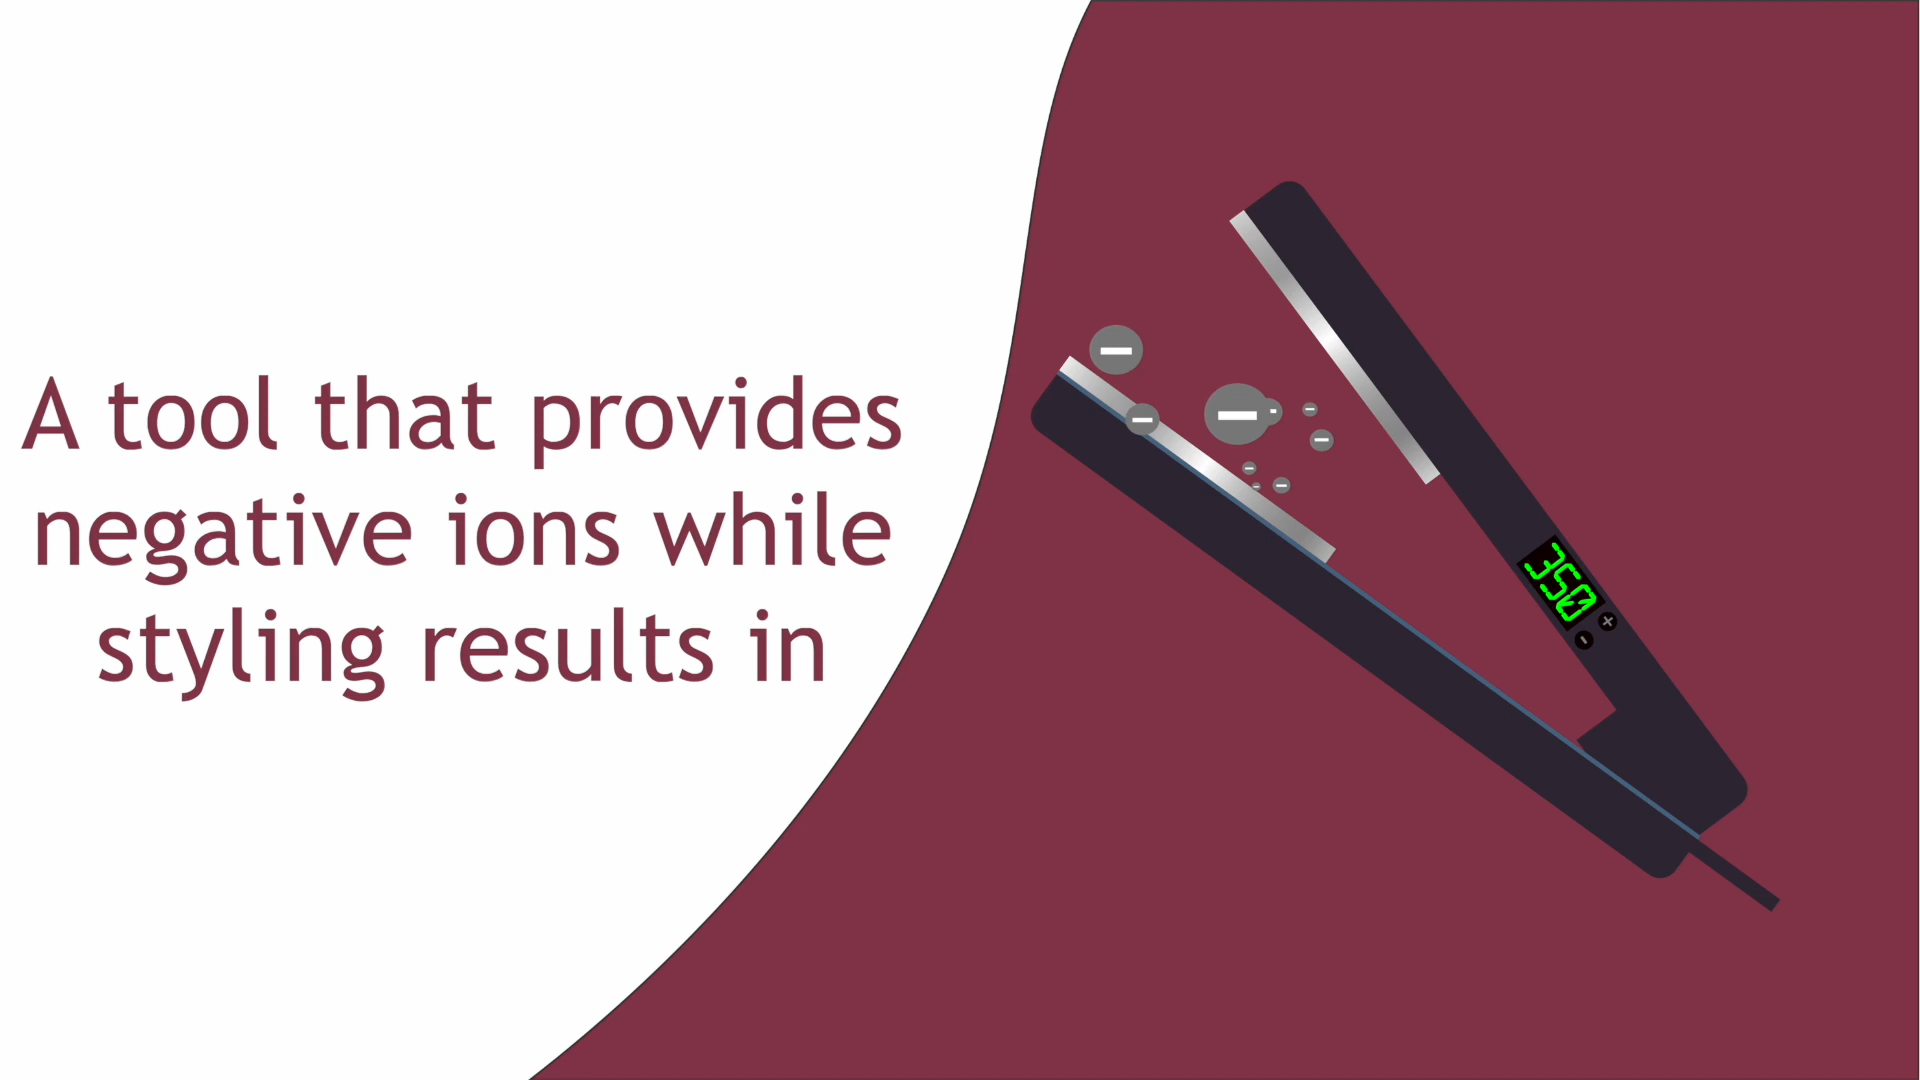 A tool that provides
negative ions while
styling results in
350